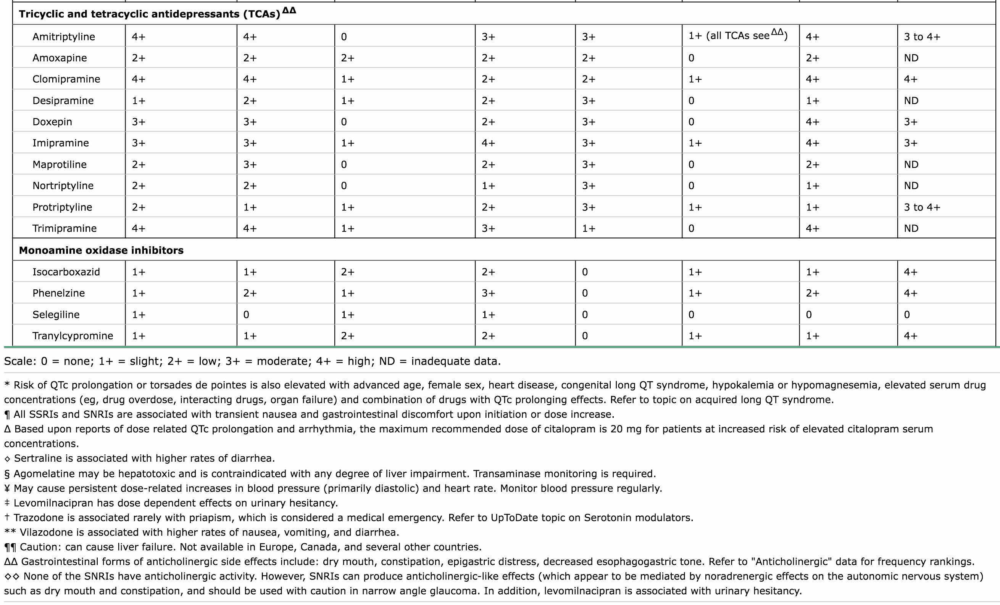 Tricyclic and tetracyclic antidepressants (TCAs)ΔΔ
Amitriptyline 4+ 4+ 0 3+ 3+ 1+ (all TCAs seeΔΔ) 4+ 3 to 4+
Amoxapine 2+ 2+ 2+ 2+ 2+ 0 2+ ND
Clomipramine 4+ 4+ 1+ 2+ 2+ 1+ 4+ 4+
Desipramine 1+ 2+ 1+ 2+ 3+ 0 1+ ND
Doxepin 3+ 3+ 0 2+ 3+ 0 4+ 3+
Imipramine 3+ 3+ 1+ 4+ 3+ 1+ 4+ 3+
Maprotiline 2+ 3+ 0 2+ 3+ 0 2+ ND
Nortriptyline 2+ 2+ 0 1+ 3+ 0 1+ ND
Protriptyline 2+ 1+ 1+ 2+ 3+ 1+ 1+ 3 to 4+
Trimipramine 4+ 4+ 1+ 3+ 1+ 0 4+ ND
Monoamine oxidase inhibitors
Isocarboxazid 1+ 1+ 2+ 2+ 0 1+ 1+ 4+
Phenelzine 1+ 2+ 1+ 3+ 0 1+ 2+ 4+
Selegiline 1+ 0 1+ 1+ 0 0 0 0
Tranylcypromine 1+ 1+ 2+ 2+ 0 1+ 1+ 4+
Scale: 0 = none; 1+ = slight; 2+ = low; 3+ = moderate; 4+ = high; ND = inadequate data.
* Risk of QTc prolongation or torsades de pointes is also elevated with advanced age, female sex, heart disease, congenital long QT syndrome, hypokalemia or hypomagnesemia, elevated serum drug
concentrations (eg, drug overdose, interacting drugs, organ failure) and combination of drugs with QTc prolonging effects. Refer to topic on acquired long QT syndrome.
¶ All SSRIs and SNRIs are associated with transient nausea and gastrointestinal discomfort upon initiation or dose increase.
Δ Based upon reports of dose related QTc prolongation and arrhythmia, the maximum recommended dose of citalopram is 20 mg for patients at increased risk of elevated citalopram serum
concentrations.
◇ Sertraline is associated with higher rates of diarrhea.
§ Agomelatine may be hepatotoxic and is contraindicated with any degree of liver impairment. Transaminase monitoring is required.
¥ May cause persistent dose-related increases in blood pressure (primarily diastolic) and heart rate. Monitor blood pressure regularly.
‡ Levomilnacipran has dose dependent effects on urinary hesitancy.
† Trazodone is associated rarely with priapism, which is considered a medical emergency. Refer to UpToDate topic on Serotonin modulators.
** Vilazodone is associated with higher rates of nausea, vomiting, and diarrhea.
¶¶ Caution: can cause liver failure. Not available in Europe, Canada, and several other countries.
ΔΔ Gastrointestinal forms of anticholinergic side effects include: dry mouth, constipation, epigastric distress, decreased esophagogastric tone. Refer to "Anticholinergic" data for frequency rankings.
◇◇ None of the SNRIs have anticholinergic activity. However, SNRIs can produce anticholinergic-like effects (which appear to be mediated by noradrenergic effects on the autonomic nervous system)
such as dry mouth and constipation, and should be used with caution in narrow angle glaucoma. In addition, levomilnacipran is associated with urinary hesitancy.